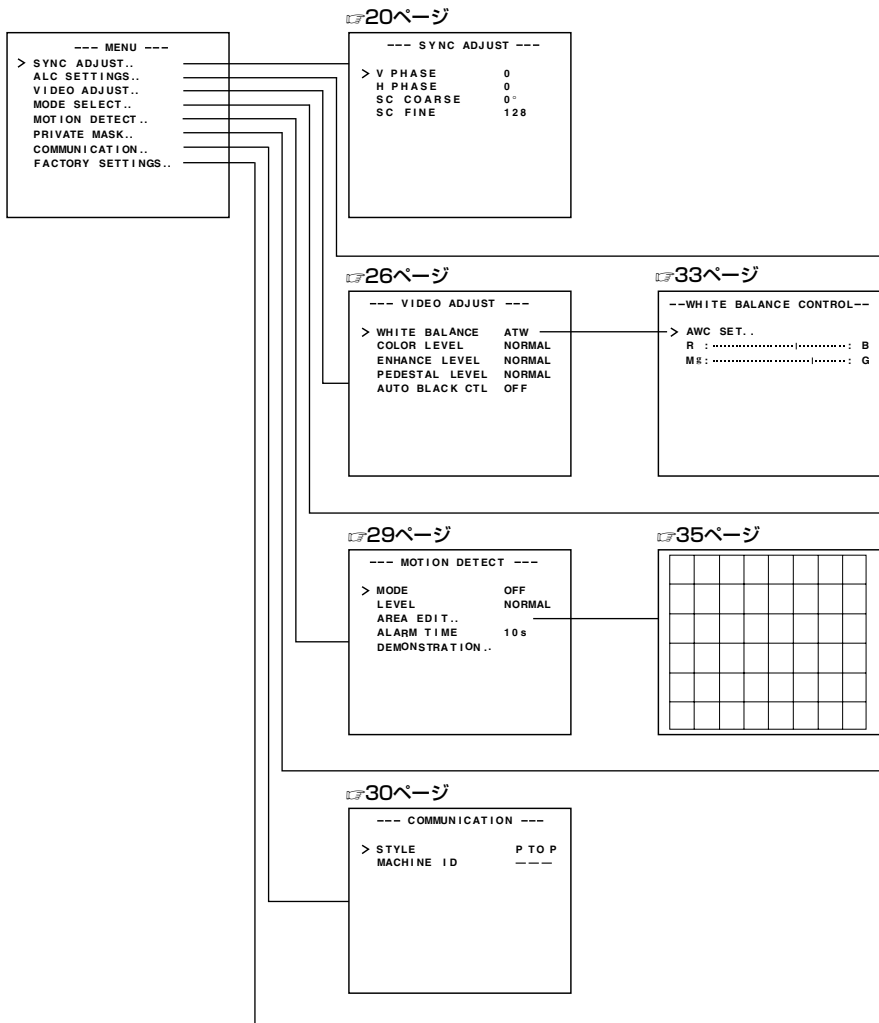 ☞20ページ
--- MENU ---
> SYNC ADJUST..
ALC SETTINGS..
VIDEO ADJUST..
MODE SELECT..
MOTION DETECT..
PRIVATE MASK..
COMMUNICATION..
FACTORY SETTINGS..
--- SYNC ADJUST ---
> V PHASE 0
H PHASE 0
SC COARSE 0°
SC FINE 128
☞26ページ
--- VIDEO ADJUST ---
> WHITE BALANCE ATW
COLOR LEVEL NORMAL
ENHANCE LEVEL NORMAL
PEDESTAL LEVEL NORMAL
AUTO BLACK CTL OFF
☞33ページ
--WHITE BALANCE CONTROL--
> AWC SET..
R : ·················ı·········· : B
Mg: ····················ı······· : G
☞29ページ
--- MOTION DETECT ---
> MODE OFF
LEVEL NORMAL
AREA EDIT..
ALARM TIME 10s
DEMONSTRATION..
☞35ページ
☞30ページ
--- COMMUNICATION ---
> STYLE P TO P
MACHINE ID ———